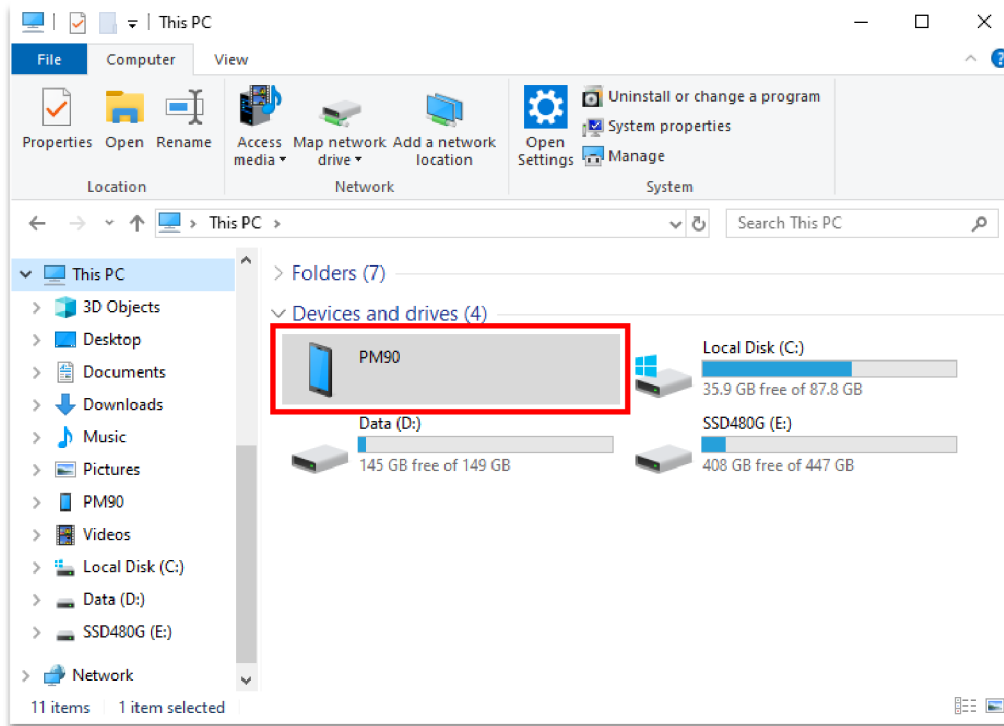 This PC
File Computer View
Properties Open Rename
Access media
Map network drive
Add a network location
Open Settings
Uninstall or change a program
System properties
Manage
Location Network System
This PC
Search This PC
This PC
3D Objects
Desktop
Documents
Downloads
Music
Pictures
PM90
Videos
Local Disk (C:)
Data (D:)
SSD480G (E:)
Network
Folders (7)
Devices and drives (4)
PM90
Local Disk (C:)
35.9 GB free of 87.8 GB
Data (D:)
145 GB free of 149 GB
SSD480G (E:)
408 GB free of 447 GB
11 items 1 item selected